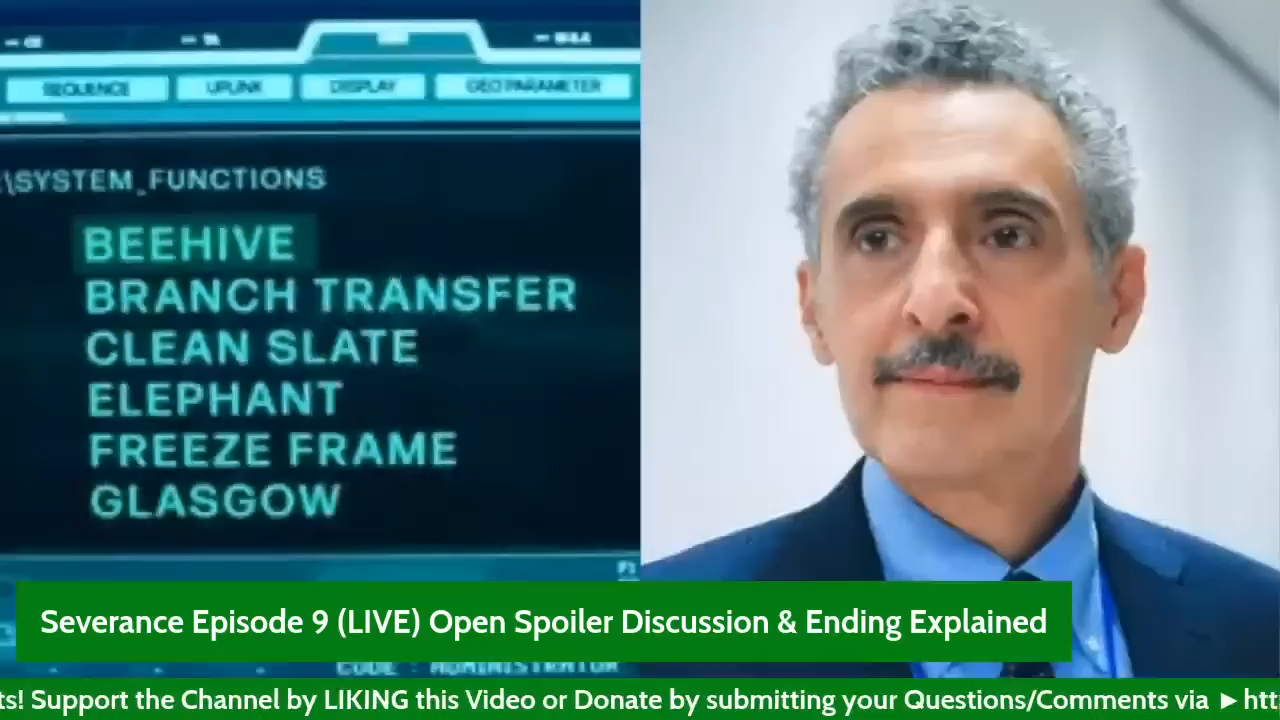 SEQUENCE UPLINK DISPLAY GEO PARAMETER
:\SYSTEM_FUNCTIONS
BEEHIVE
BRANCH TRANSFER
CLEAN SLATE
ELEPHANT
FREEZE FRAME
GLASGOW
CODE : ADMINISTRATOR
Severance Episode 9 (LIVE) Open Spoiler Discussion & Ending Explained
ts! Support the Channel by LIKING this Video or Donate by submitting your Questions/Comments via ►htt